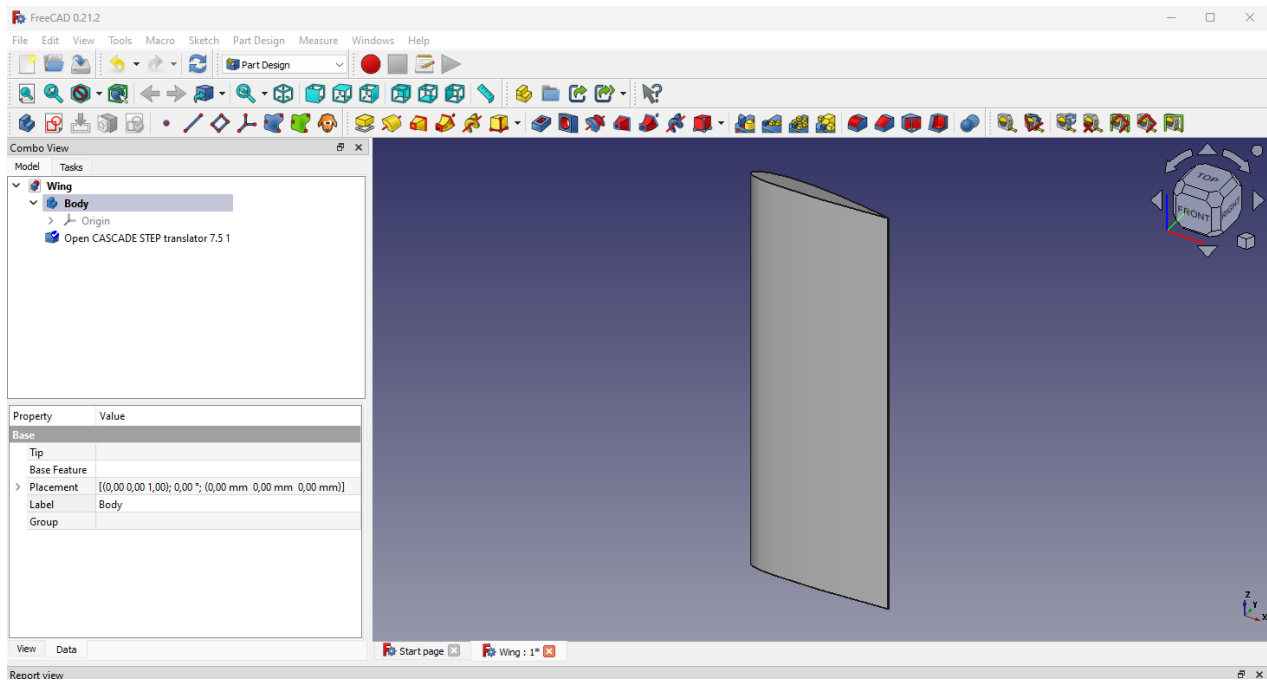 FreeCAD 0.21.2
File Edit View Tools Macro Sketch Part Design Measure Windows Help
Part Design
Combo View
Model Tasks
Wing
Body
Origin
Open CASCADE STEP translator 7.5 1
Property Value
Base
Tip
Base Feature
Placement [(0,00 0,00 1,00); 0,00 °; (0,00 mm 0,00 mm 0,00 mm)]
Label Body
Group
View Data
TOP
FRONT
RIGHT
Z
Y
X
Start page
Wing : 1*
Report view